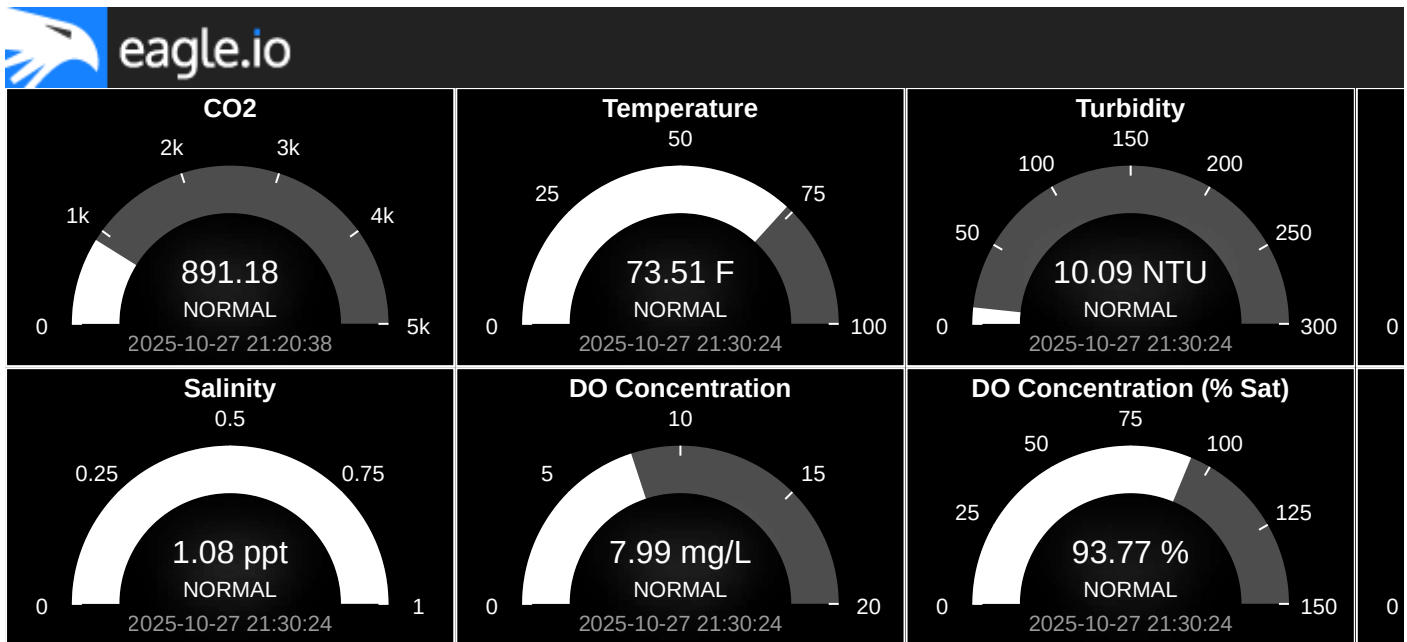 eagle.io
CO2
0
1k
2k
3k
4k
5k
891.18
NORMAL
2025-10-27 21:20:38
Temperature
0
25
50
75
100
73.51 F
NORMAL
2025-10-27 21:30:24
Turbidity
0
50
100
150
200
250
300
10.09 NTU
NORMAL
2025-10-27 21:30:24
0
Salinity
0
0.25
0.5
0.75
1
1.08 ppt
NORMAL
2025-10-27 21:30:24
DO Concentration
0
5
10
15
20
7.99 mg/L
NORMAL
2025-10-27 21:30:24
DO Concentration (% Sat)
0
25
50
75
100
125
150
93.77 %
NORMAL
2025-10-27 21:30:24
0